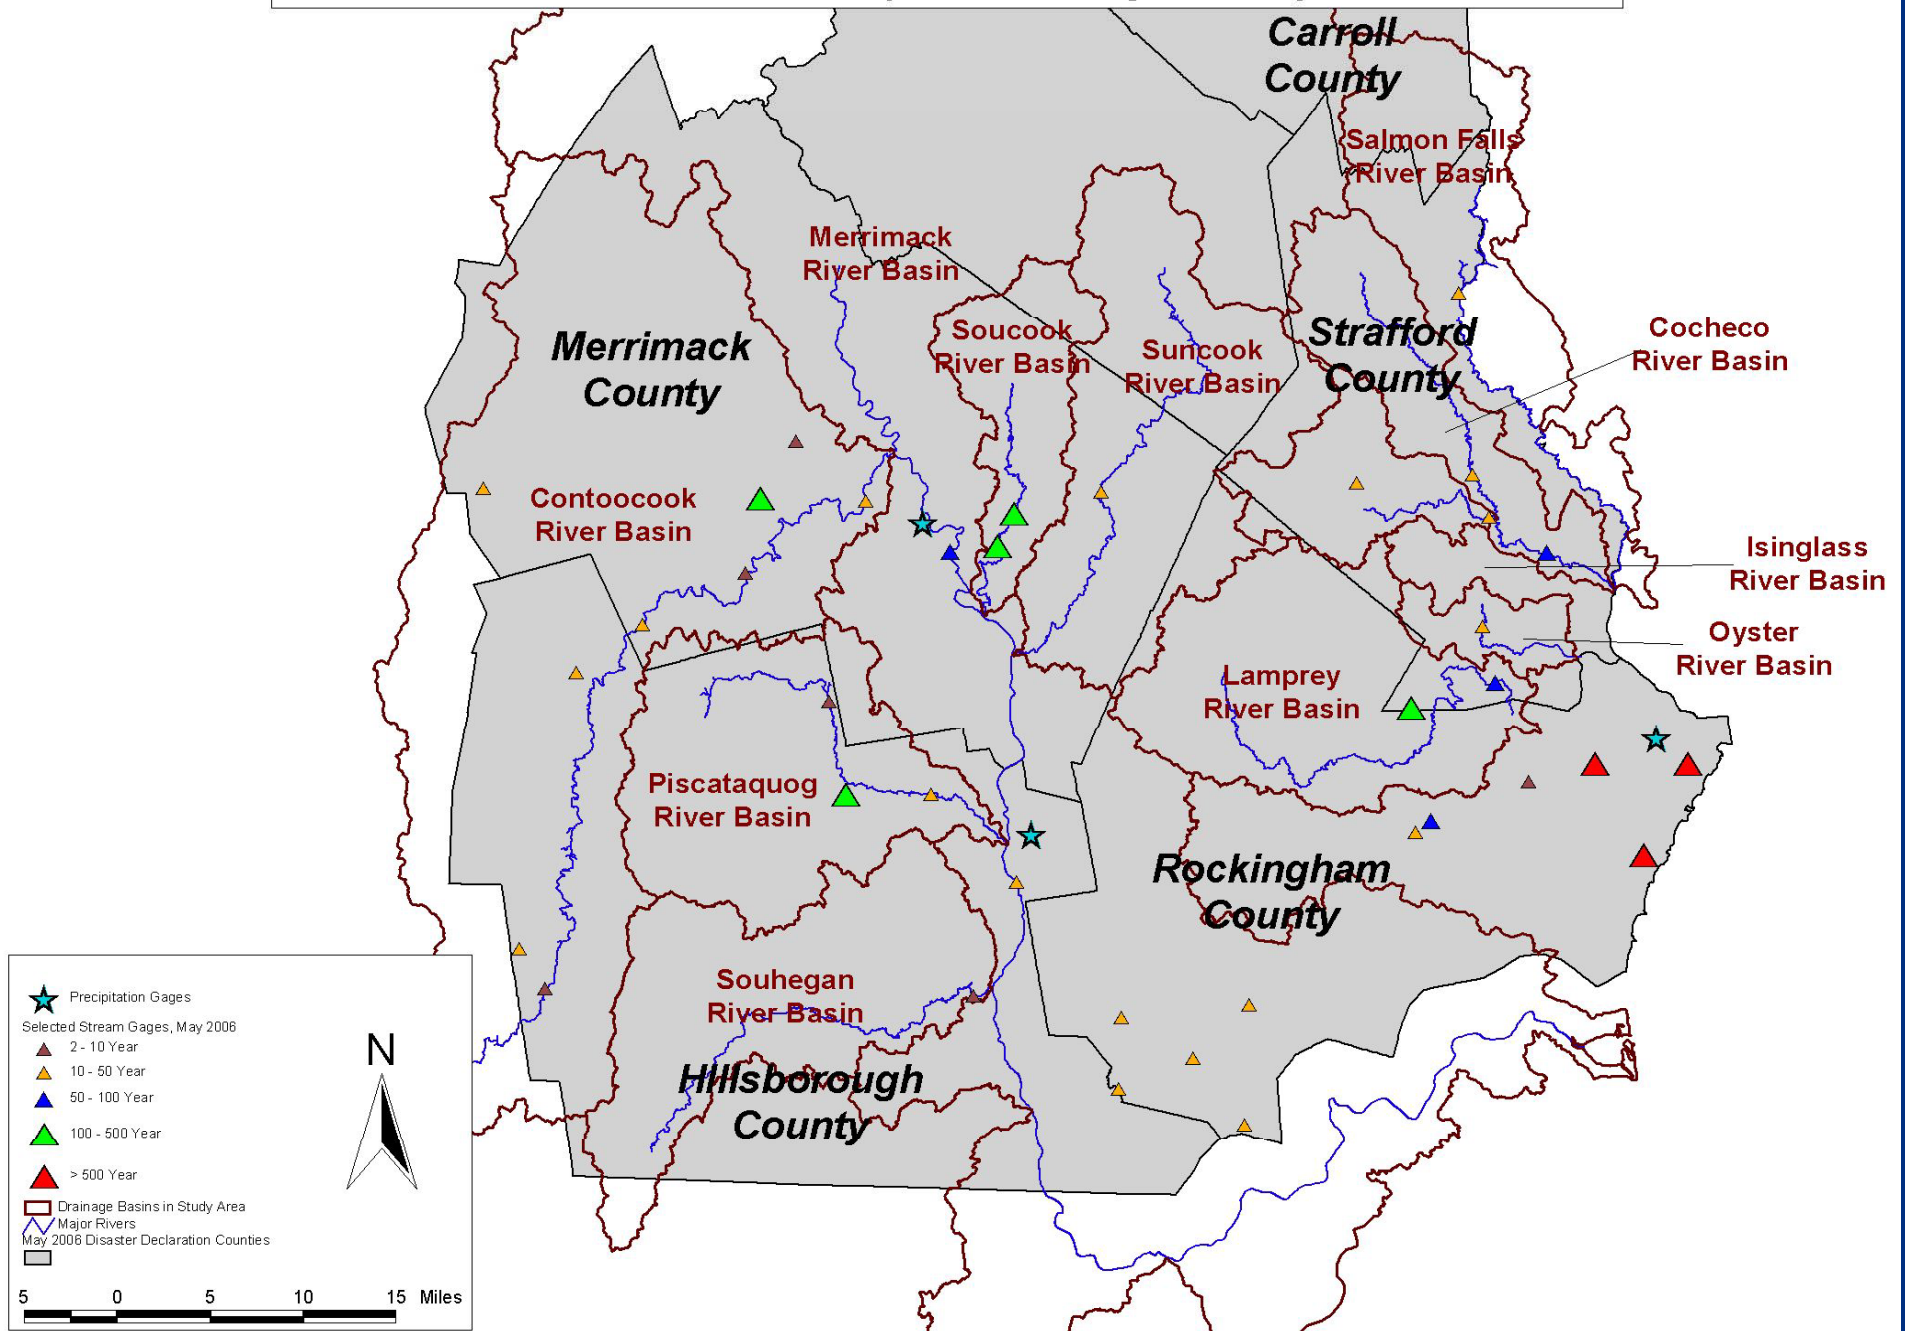 Carroll
County
Salmon Falls
River Basin
Merrimack
River Basin
Soucook
River Basin
Suncook
River Basin
Strafford
County
Cocheco
River Basin
Merrimack
County
Contoocook
River Basin
Isinglass
River Basin
Oyster
River Basin
Lamprey
River Basin
Piscataquog
River Basin
Rockingham
County
Souhegan
River Basin
Hillsborough
County
Precipitation Gages
Selected Stream Gages, May 2006
2 - 10 Year
10 - 50 Year
50 - 100 Year
100 - 500 Year
> 500 Year
Drainage Basins in Study Area
Major Rivers
May 2006 Disaster Declaration Counties
N
5 0 5 10 15 Miles